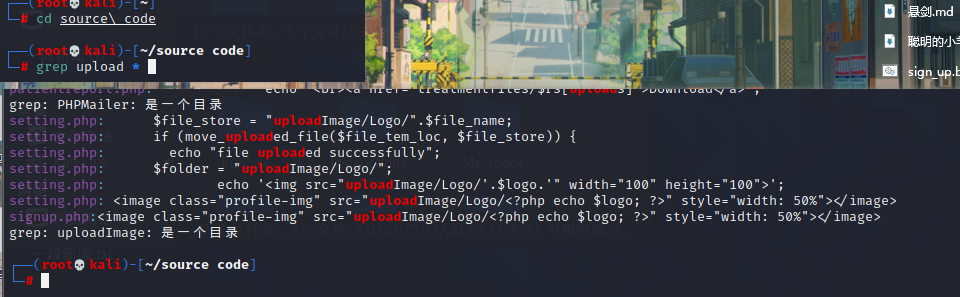 ┌──(root💀kali)-[~]
└─# cd source\ code
┌──(root💀kali)-[~/source code]
└─# grep upload *
悬剑.md
聪明的小
sign_up.b
patientreport.php: echo "<br><a href='treatmentfiles/$rs[uploads]'>Download</a>";
grep: PHPMailer: 是一个目录
setting.php: $file_store = "uploadImage/Logo/".$file_name;
setting.php: if (move_uploaded_file($file_tem_loc, $file_store)) {
setting.php: echo "file uploaded successfully";
setting.php: $folder = "uploadImage/Logo/";
setting.php: echo '<img src="uploadImage/Logo/'.$logo.'" width="100" height="100">';
setting.php: <image class="profile-img" src="uploadImage/Logo/<?php echo $logo; ?>" style="width: 50%"></image>
signup.php:<image class="profile-img" src="uploadImage/Logo/<?php echo $logo; ?>" style="width: 50%"></image>
grep: uploadImage: 是一个目录
Mr-robot
┌──(root💀kali)-[~/source code]
└─#